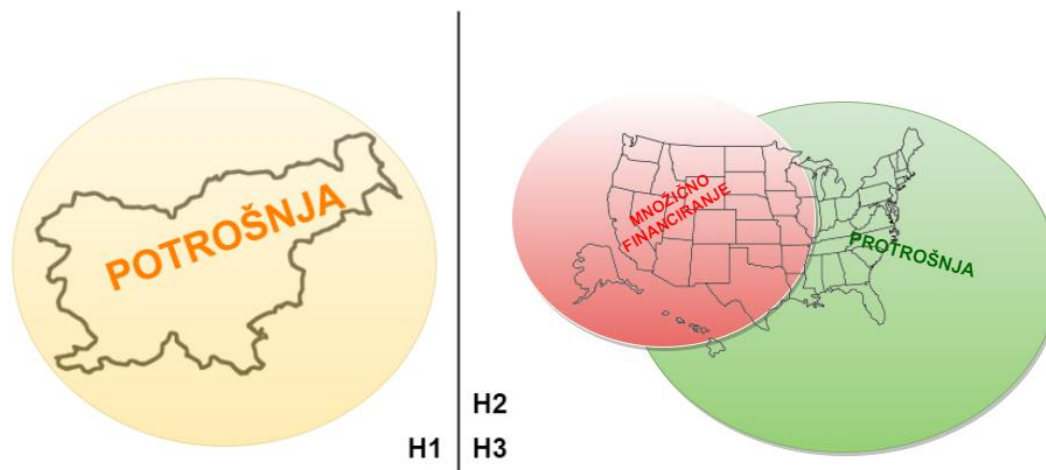 POTROŠNJA
H1
MNOŽIČNO
FINANCIRANJE
PROTROŠNJA
H2
H3